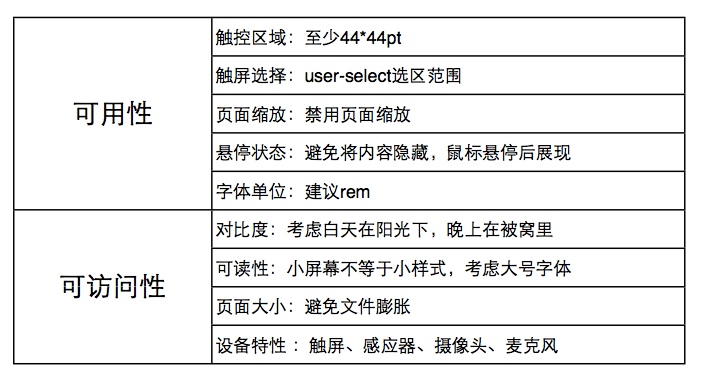 可用性
触控区域：至少44*44pt
触屏选择：user-select选区范围
页面缩放：禁用页面缩放
悬停状态：避免将内容隐藏，鼠标悬停后展现
字体单位：建议rem
可访问性
对比度：考虑白天在阳光下，晚上在被窝里
可读性：小屏幕不等于小样式，考虑大号字体
页面大小：避免文件膨胀
设备特性 ：触屏、感应器、摄像头、麦克风